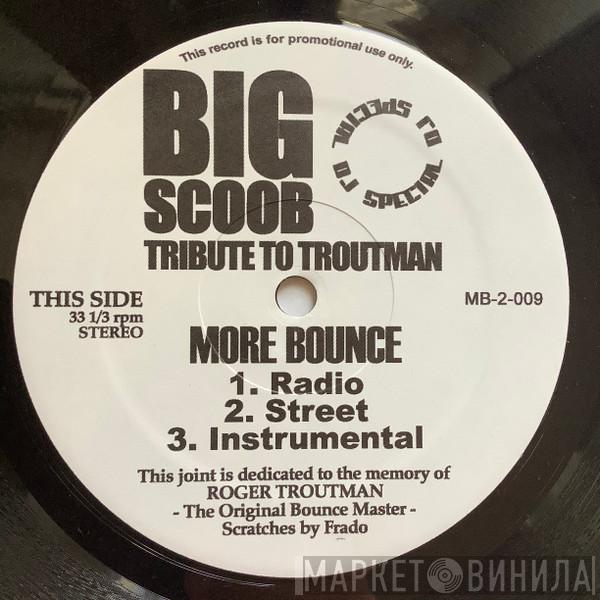 This record is for promotional use only.
BIG
SCOOB
TRIBUTE TO TROUTMAN
DJ SPECIAL
DJ SPECIAL
THIS SIDE
33 1/3 rpm
STEREO
MB-2-009
MORE BOUNCE
1. Radio
2. Street
3. Instrumental
This joint is dedicated to the memory of
ROGER TROUTMAN
- The Original Bounce Master -
Scratches by Frado
МАРКЕТ ВИНИЛА